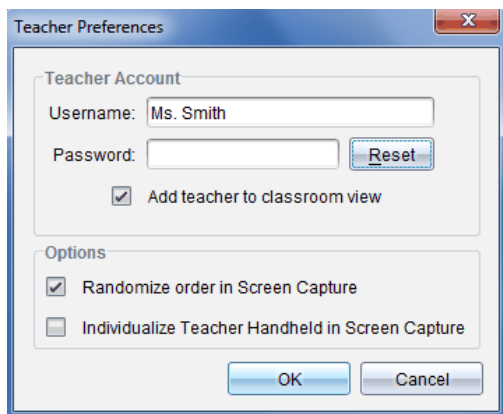 Teacher Preferences
Teacher Account
Username: Ms. Smith
Password: Reset
Add teacher to classroom view
Options
Randomize order in Screen Capture
Individualize Teacher Handheld in Screen Capture
OK Cancel